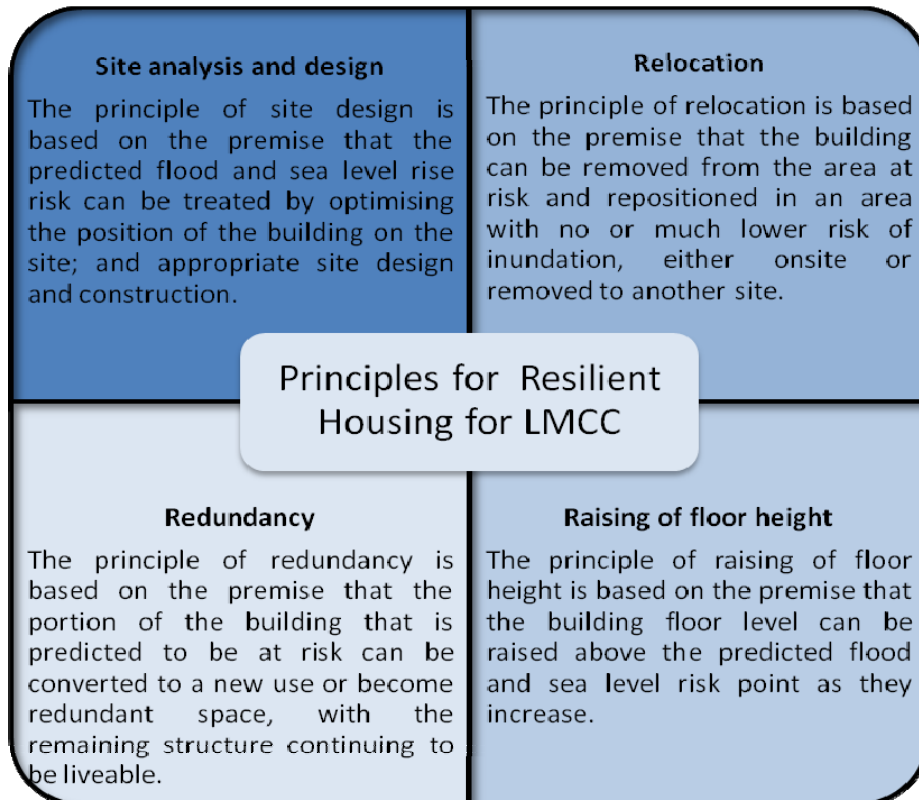 Site analysis and design
The principle of site design is
based on the premise that the
predicted flood and sea level rise
risk can be treated by optimising
the position of the building on the
site; and appropriate site design
and construction.
Relocation
The principle of relocation is based
on the premise that the building
can be removed from the area at
risk and repositioned in an area
with no or much lower risk of
inundation, either onsite or
removed to another site.
Principles for Resilient
Housing for LMCC
Redundancy
The principle of redundancy is
based on the premise that the
portion of the building that is
predicted to be at risk can be
converted to a new use or become
redundant space, with the
remaining structure continuing to
be liveable.
Raising of floor height
The principle of raising of floor
height is based on the premise that
the building floor level can be
raised above the predicted flood
and sea level risk point as they
increase.